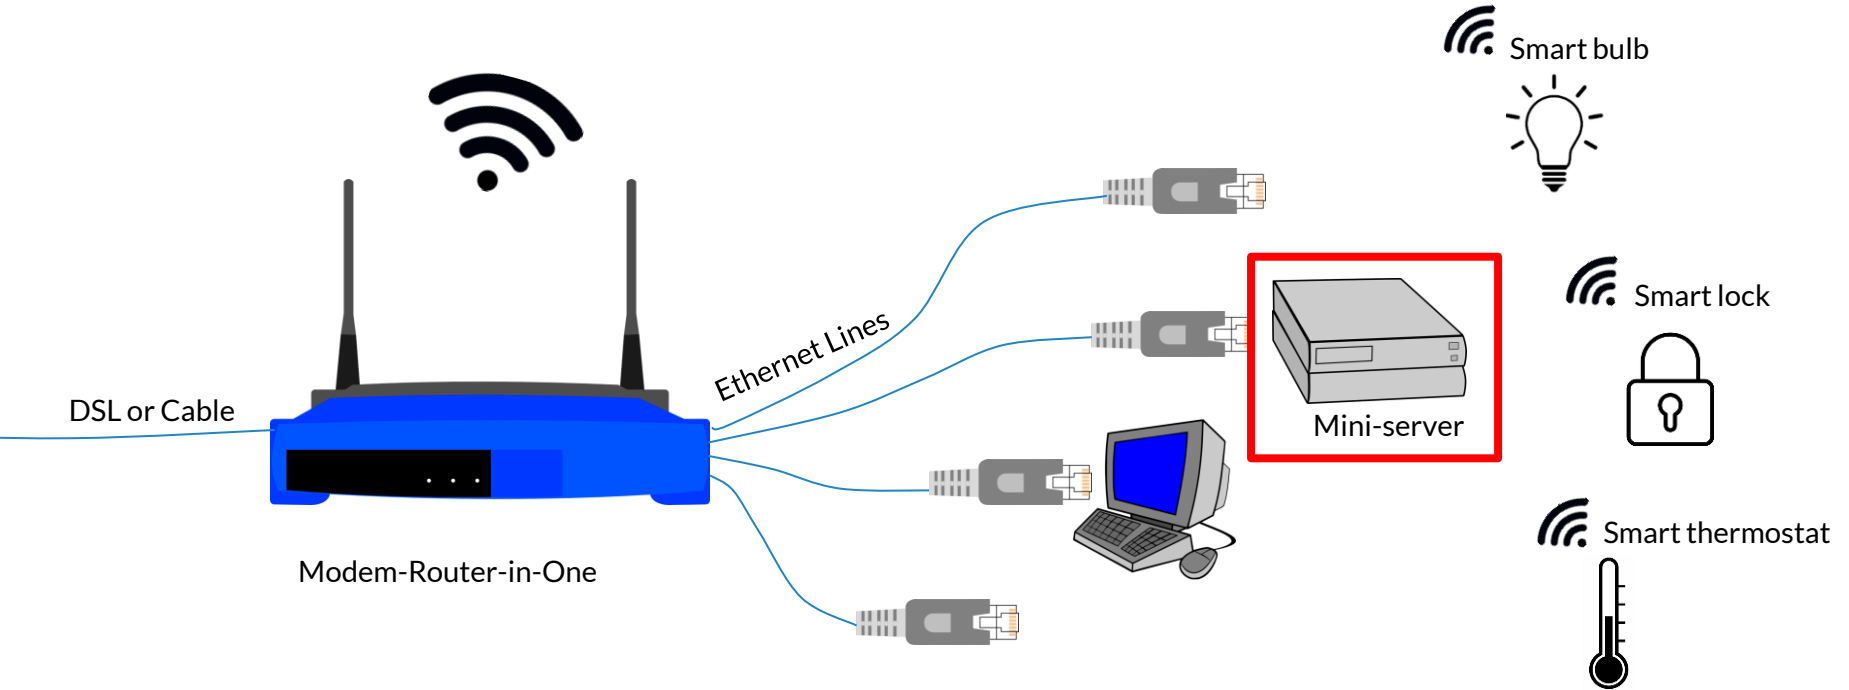 Smart bulb
Ethernet Lines
Smart lock
DSL or Cable
Mini-server
Smart thermostat
Modem-Router-in-One